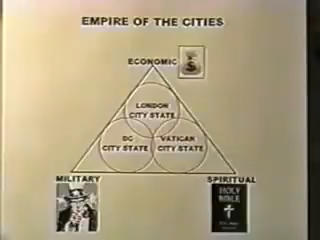 EMPIRE OF THE CITIES
ECONOMIC
$
LONDON
CITY STATE
DC
CITY STATE
VATICAN
CITY STATE
MILITARY
SPIRITUAL
HOLY
BIBLE